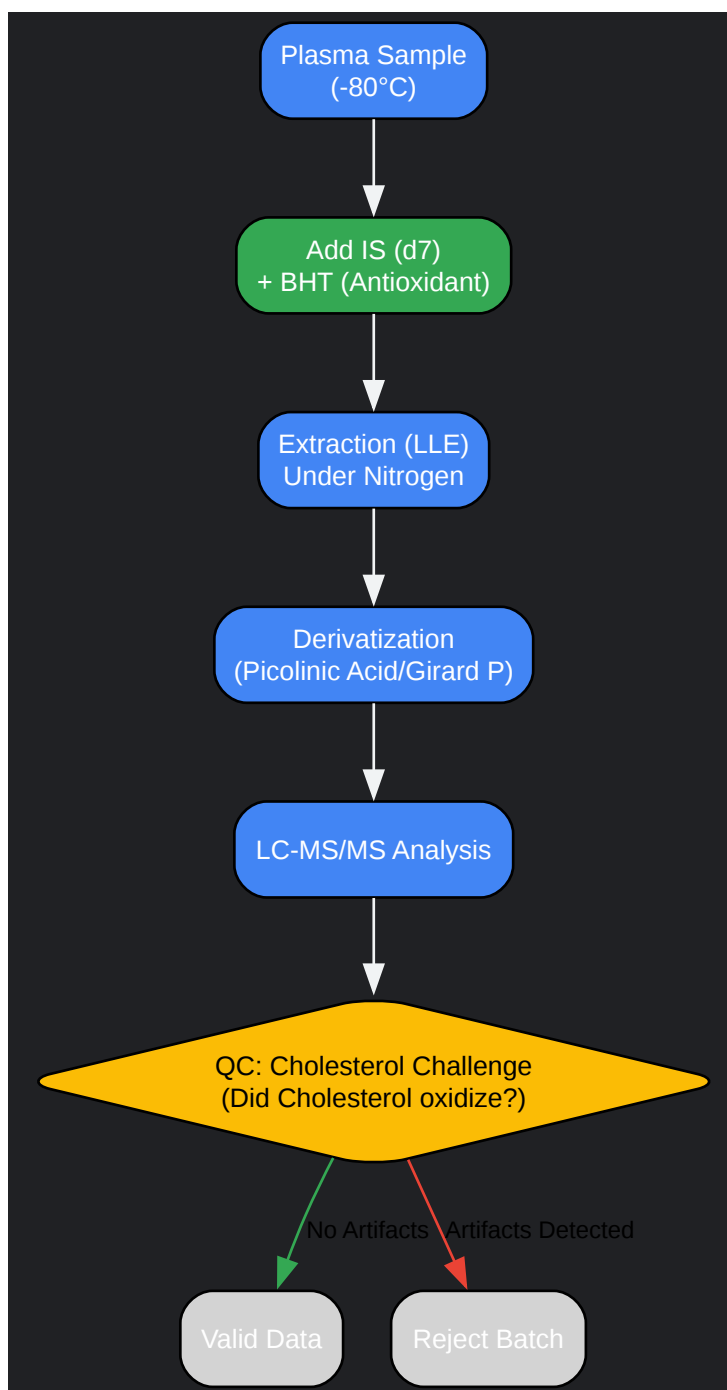 Plasma Sample
(-80°C)
Add IS (d7)
+ BHT (Antioxidant)
Extraction (LLE)
Under Nitrogen
Derivatization
(Picolinic Acid/Girard P)
LC-MS/MS Analysis
QC: Cholesterol Challenge
(Did Cholesterol oxidize?)
No Artifacts
Artifacts Detected
Valid Data
Reject Batch